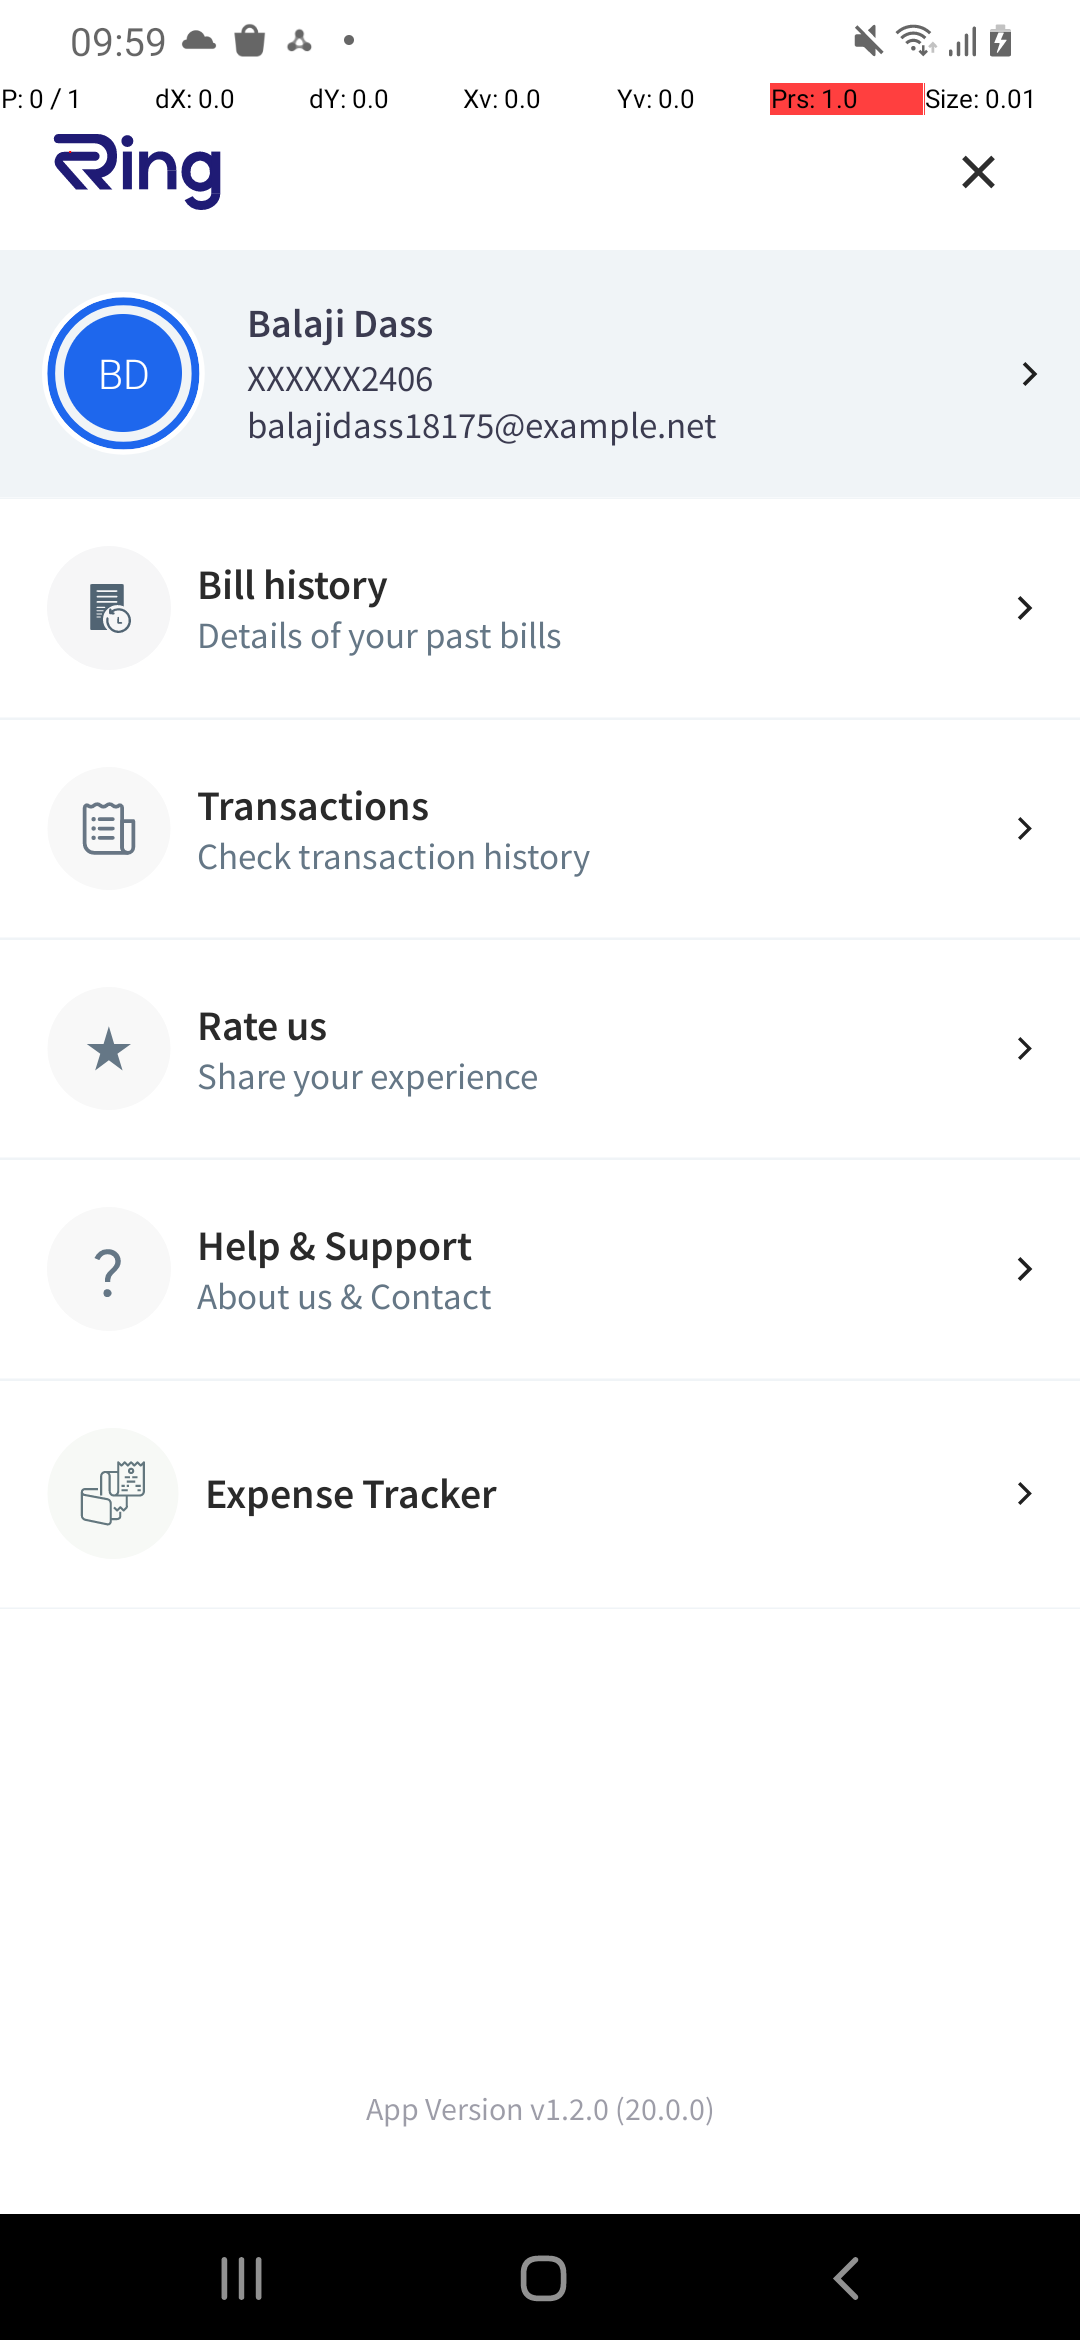 09:59
P: 0 / 1 dX: 0.0 dY: 0.0 Xv: 0.0 Yv: 0.0 Prs: 1.0 Size: 0.01
Ring
BD
Balaji Dass
XXXXXX2406
balajidass18175@example.net
Bill history
Details of your past bills
Transactions
Check transaction history
Rate us
Share your experience
?
Help & Support
About us & Contact
Expense Tracker
App Version v1.2.0 (20.0.0)